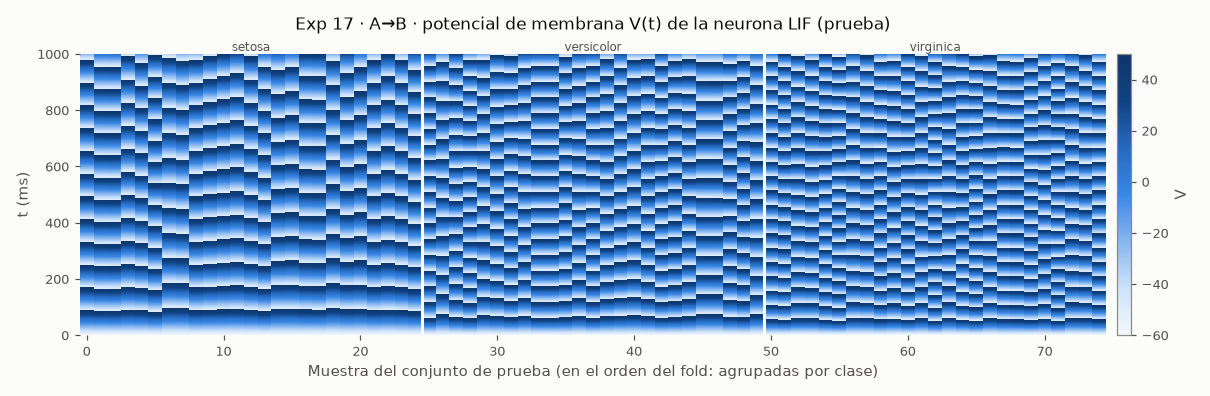 Exp 17 · A→B · potencial de membrana V(t) de la neurona LIF (prueba)
setosa
versicolor
virginica
1000
800
600
400
200
0
t (ms)
0
10
20
30
40
50
60
70
Muestra del conjunto de prueba (en el orden del fold: agrupadas por clase)
40
20
0
−20
−40
−60
V